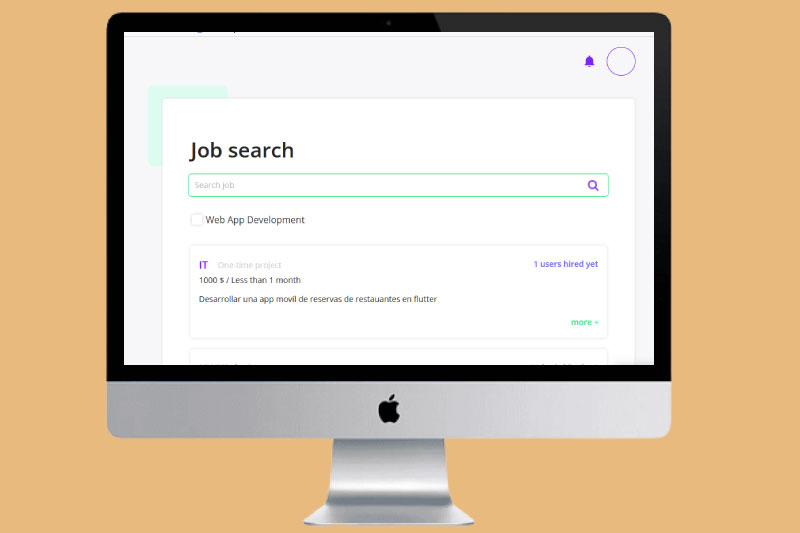 Job search
Search job
Web App Development
IT One-time project
1 users hired yet
1000 $ / Less than 1 month
Desarrollar una app movil de reservas de restauantes en flutter
more +